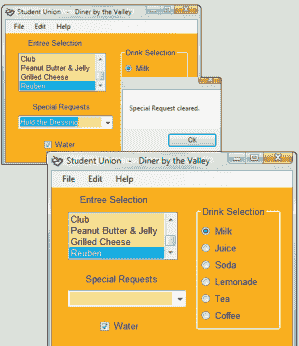 Student Union - Diner by the Valley
File Edit Help
Entree Selection
Club
Peanut Butter & Jelly
Grilled Cheese
Reuben
Drink Selection
Milk
Special Requests
Hold the Dressing
Water
Special Request cleared.
Ok
Student Union - Diner by the Valley
File Edit Help
Entree Selection
Club
Peanut Butter & Jelly
Grilled Cheese
Reuben
Special Requests
Water
Drink Selection
Milk
Juice
Soda
Lemonade
Tea
Coffee